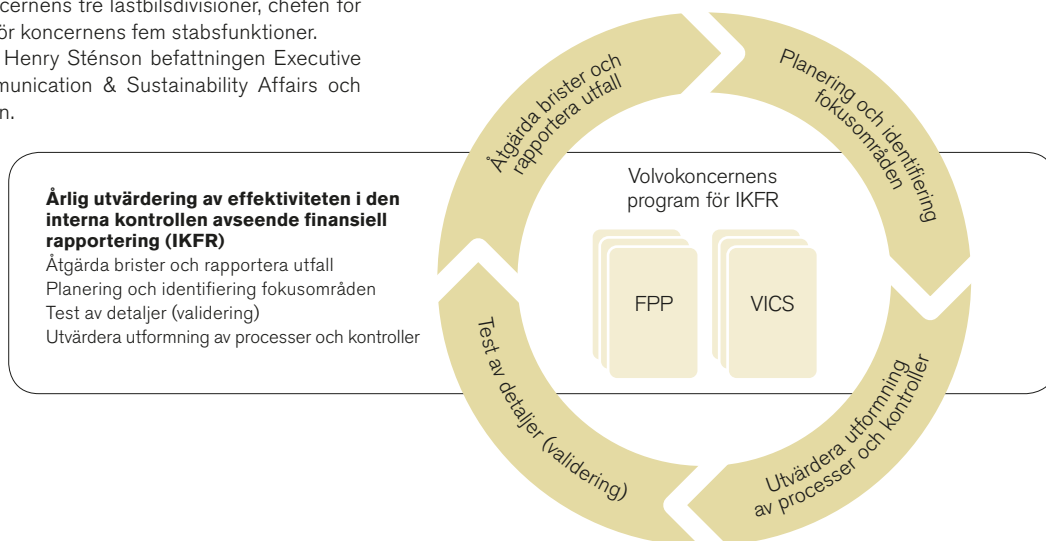 cernens tre lastbilsdivisioner, chefen för
ör koncernens fem stabsfunktioner.
Henry Sténson befattningen Executive
munication & Sustainability Affairs och
n.
Årlig utvärdering av effektiviteten i den
interna kontrollen avseende finansiell
rapportering (IKFR)
Åtgärda brister och rapportera utfall
Planering och identifiering fokusområden
Test av detaljer (validering)
Utvärdera utformning av processer och kontroller
Åtgärda brister och
rapportera utfall
Planering och identifiering
fokusområden
Volvokoncernens
program för IKFR
FPP
VICS
Test av detaljer (validering)
Utvärdera utformning
av processer och kontroller